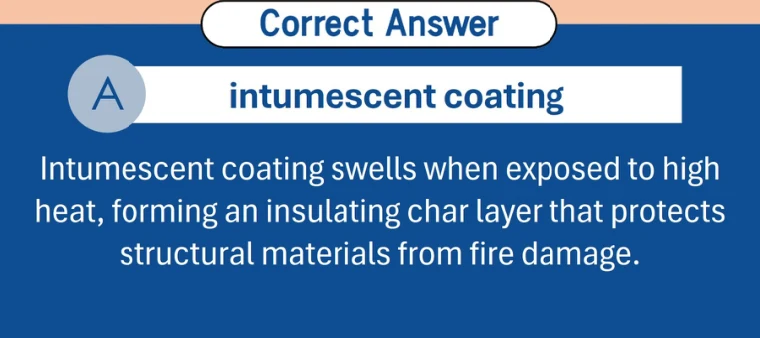 Correct Answer
A
intumescent coating
Intumescent coating swells when exposed to high
heat, forming an insulating char layer that protects
structural materials from fire damage.